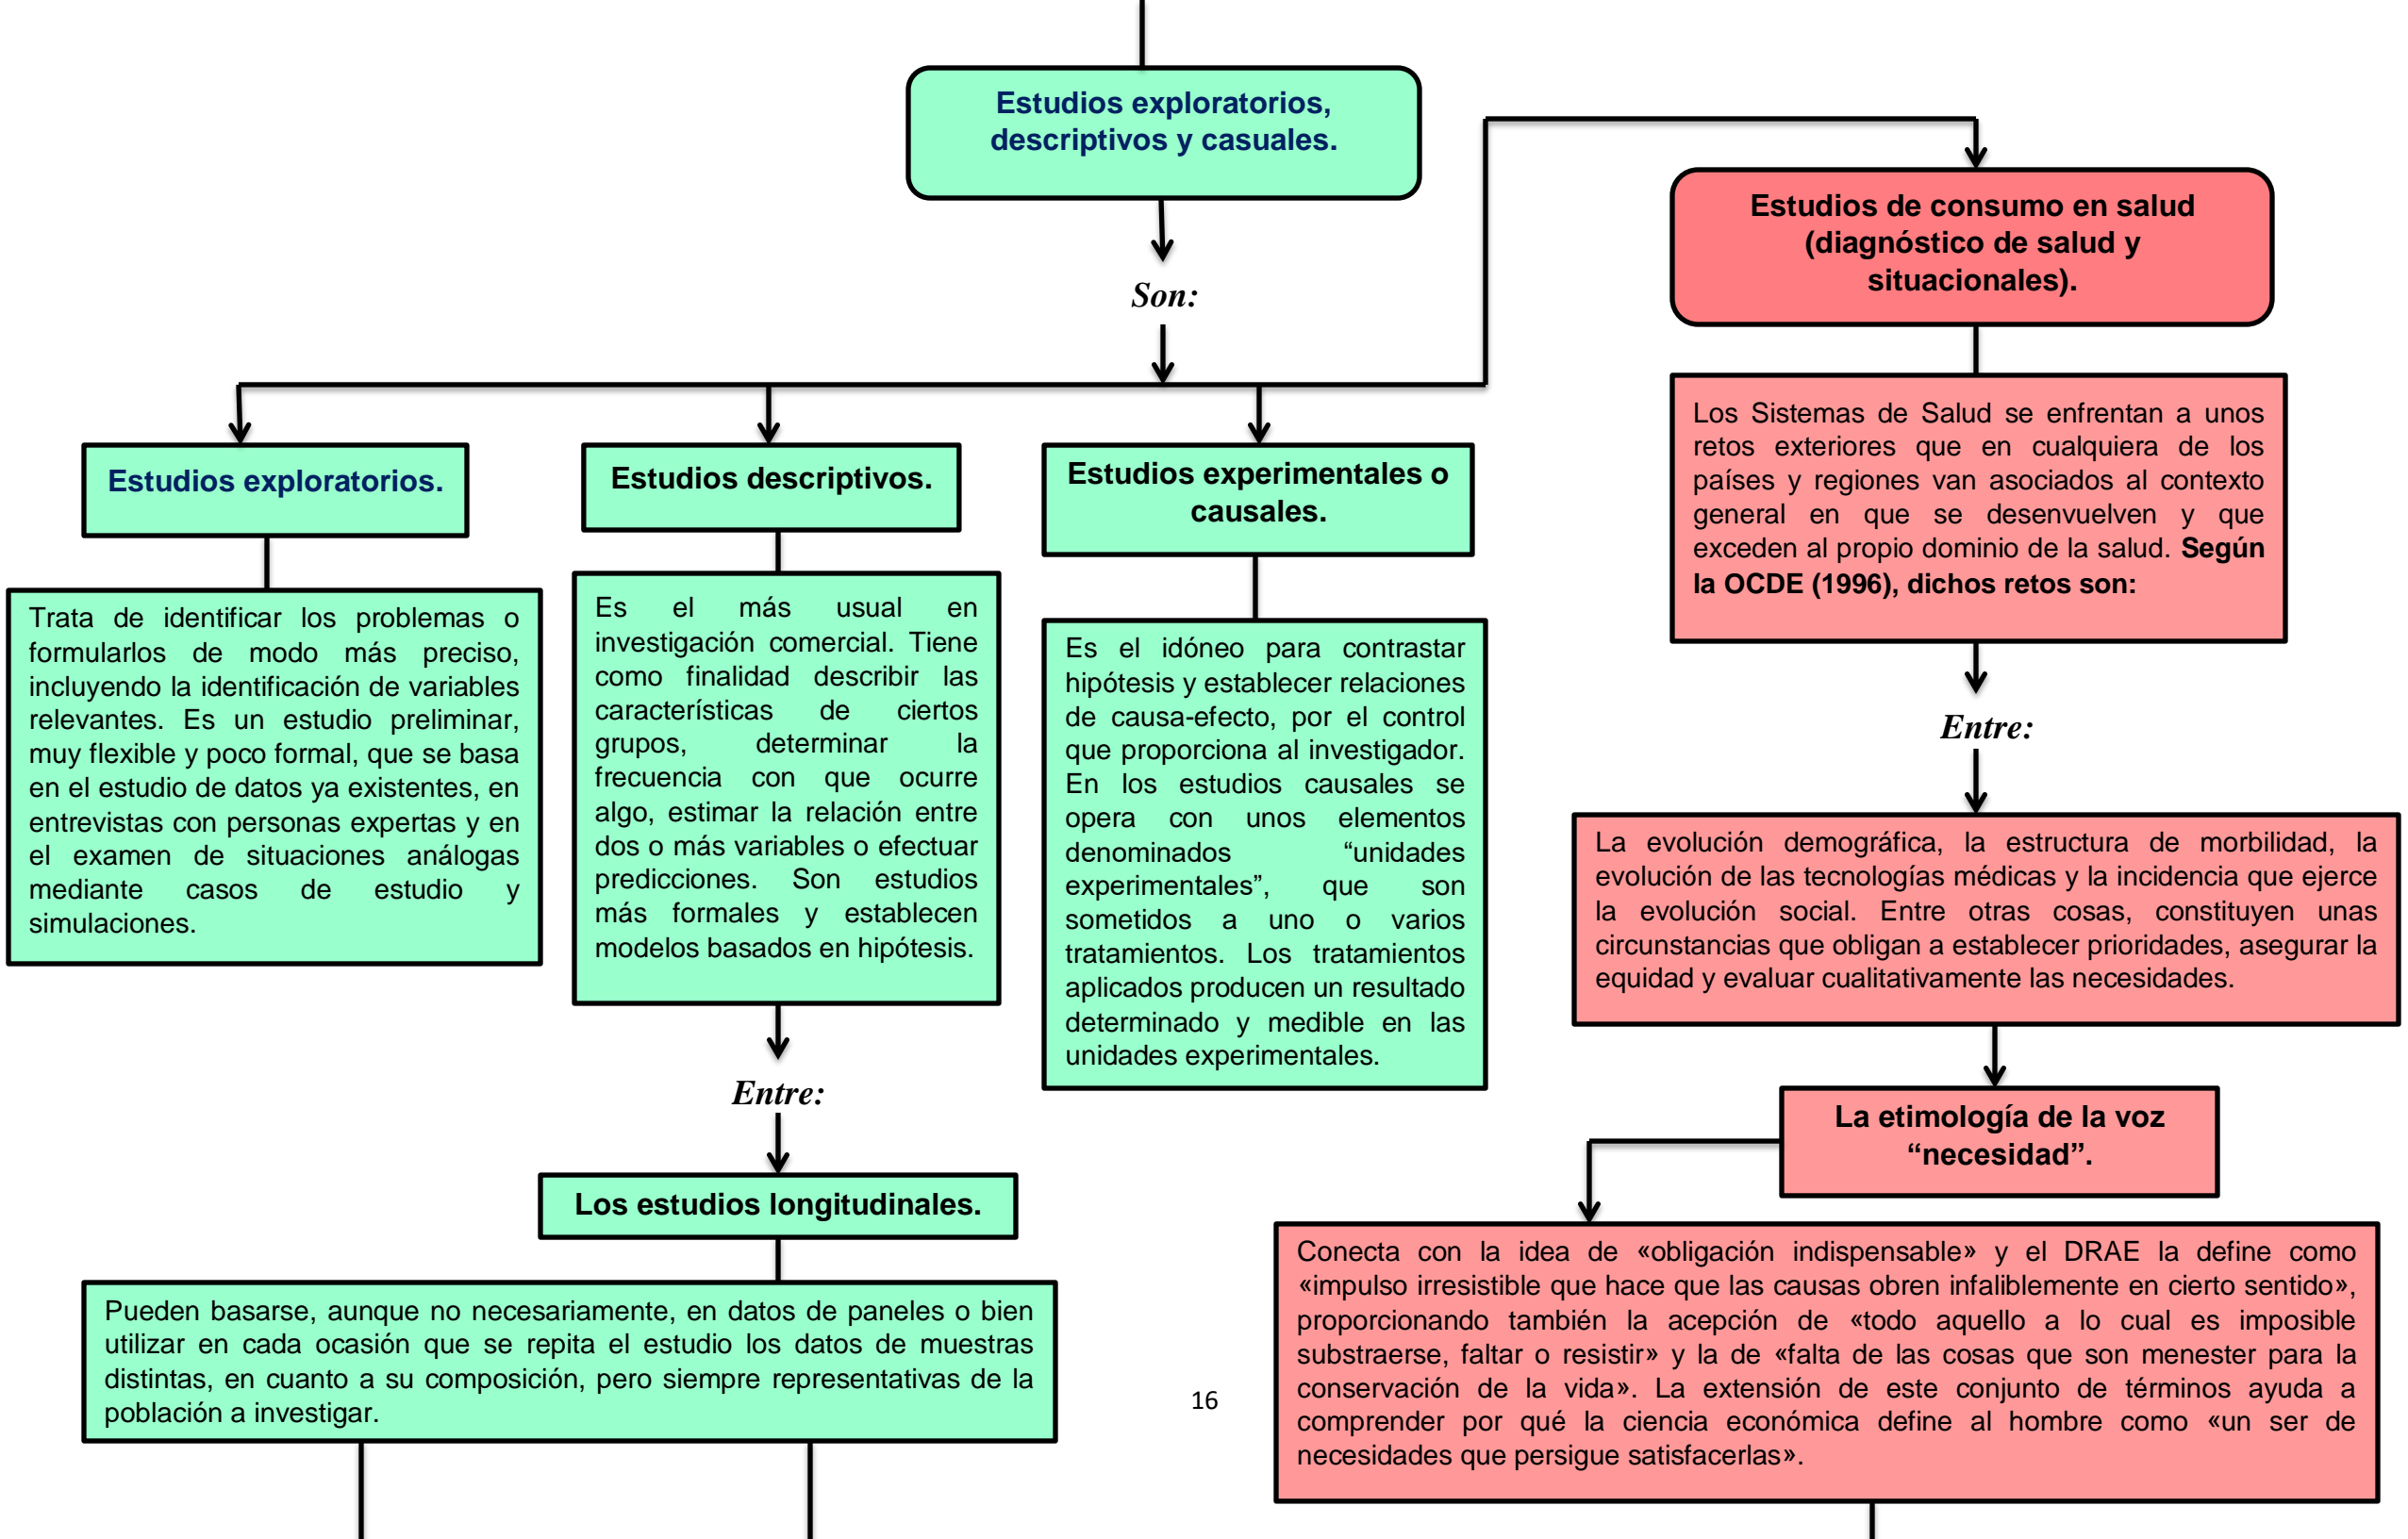 Estudios exploratorios,
descriptivos y casuales.
Son:
Estudios exploratorios.
Trata de identificar los problemas o
formularlos de modo más preciso,
incluyendo la identificación de variables
relevantes. Es un estudio preliminar,
muy flexible y poco formal, que se basa
en el estudio de datos ya existentes, en
entrevistas con personas expertas y en
el examen de situaciones análogas
mediante casos de estudio y
simulaciones.
Estudios descriptivos.
Es el más usual en
investigación comercial. Tiene
como finalidad describir las
características de ciertos
grupos, determinar la
frecuencia con que ocurre
algo, estimar la relación entre
dos o más variables o efectuar
predicciones. Son estudios
más formales y establecen
modelos basados en hipótesis.
Entre:
Los estudios longitudinales.
Pueden basarse, aunque no necesariamente, en datos de paneles o bien
utilizar en cada ocasión que se repita el estudio los datos de muestras
distintas, en cuanto a su composición, pero siempre representativas de la
población a investigar.
Estudios experimentales o
causales.
Es el idóneo para contrastar
hipótesis y establecer relaciones
de causa-efecto, por el control
que proporciona al investigador.
En los estudios causales se
opera con unos elementos
denominados “unidades
experimentales”, que son
sometidos a uno o varios
tratamientos. Los tratamientos
aplicados producen un resultado
determinado y medible en las
unidades experimentales.
Estudios de consumo en salud
(diagnóstico de salud y
situacionales).
Los Sistemas de Salud se enfrentan a unos
retos exteriores que en cualquiera de los
países y regiones van asociados al contexto
general en que se desenvuelven y que
exceden al propio dominio de la salud. Según
la OCDE (1996), dichos retos son:
Entre:
La evolución demográfica, la estructura de morbilidad, la
evolución de las tecnologías médicas y la incidencia que ejerce
la evolución social. Entre otras cosas, constituyen unas
circunstancias que obligan a establecer prioridades, asegurar la
equidad y evaluar cualitativamente las necesidades.
La etimología de la voz
“necesidad”.
Conecta con la idea de «obligación indispensable» y el DRAE la define como
«impulso irresistible que hace que las causas obren infaliblemente en cierto sentido»,
proporcionando también la acepción de «todo aquello a lo cual es imposible
substraerse, faltar o resistir» y la de «falta de las cosas que son menester para la
conservación de la vida». La extensión de este conjunto de términos ayuda a
comprender por qué la ciencia económica define al hombre como «un ser de
necesidades que persigue satisfacerlas».
16